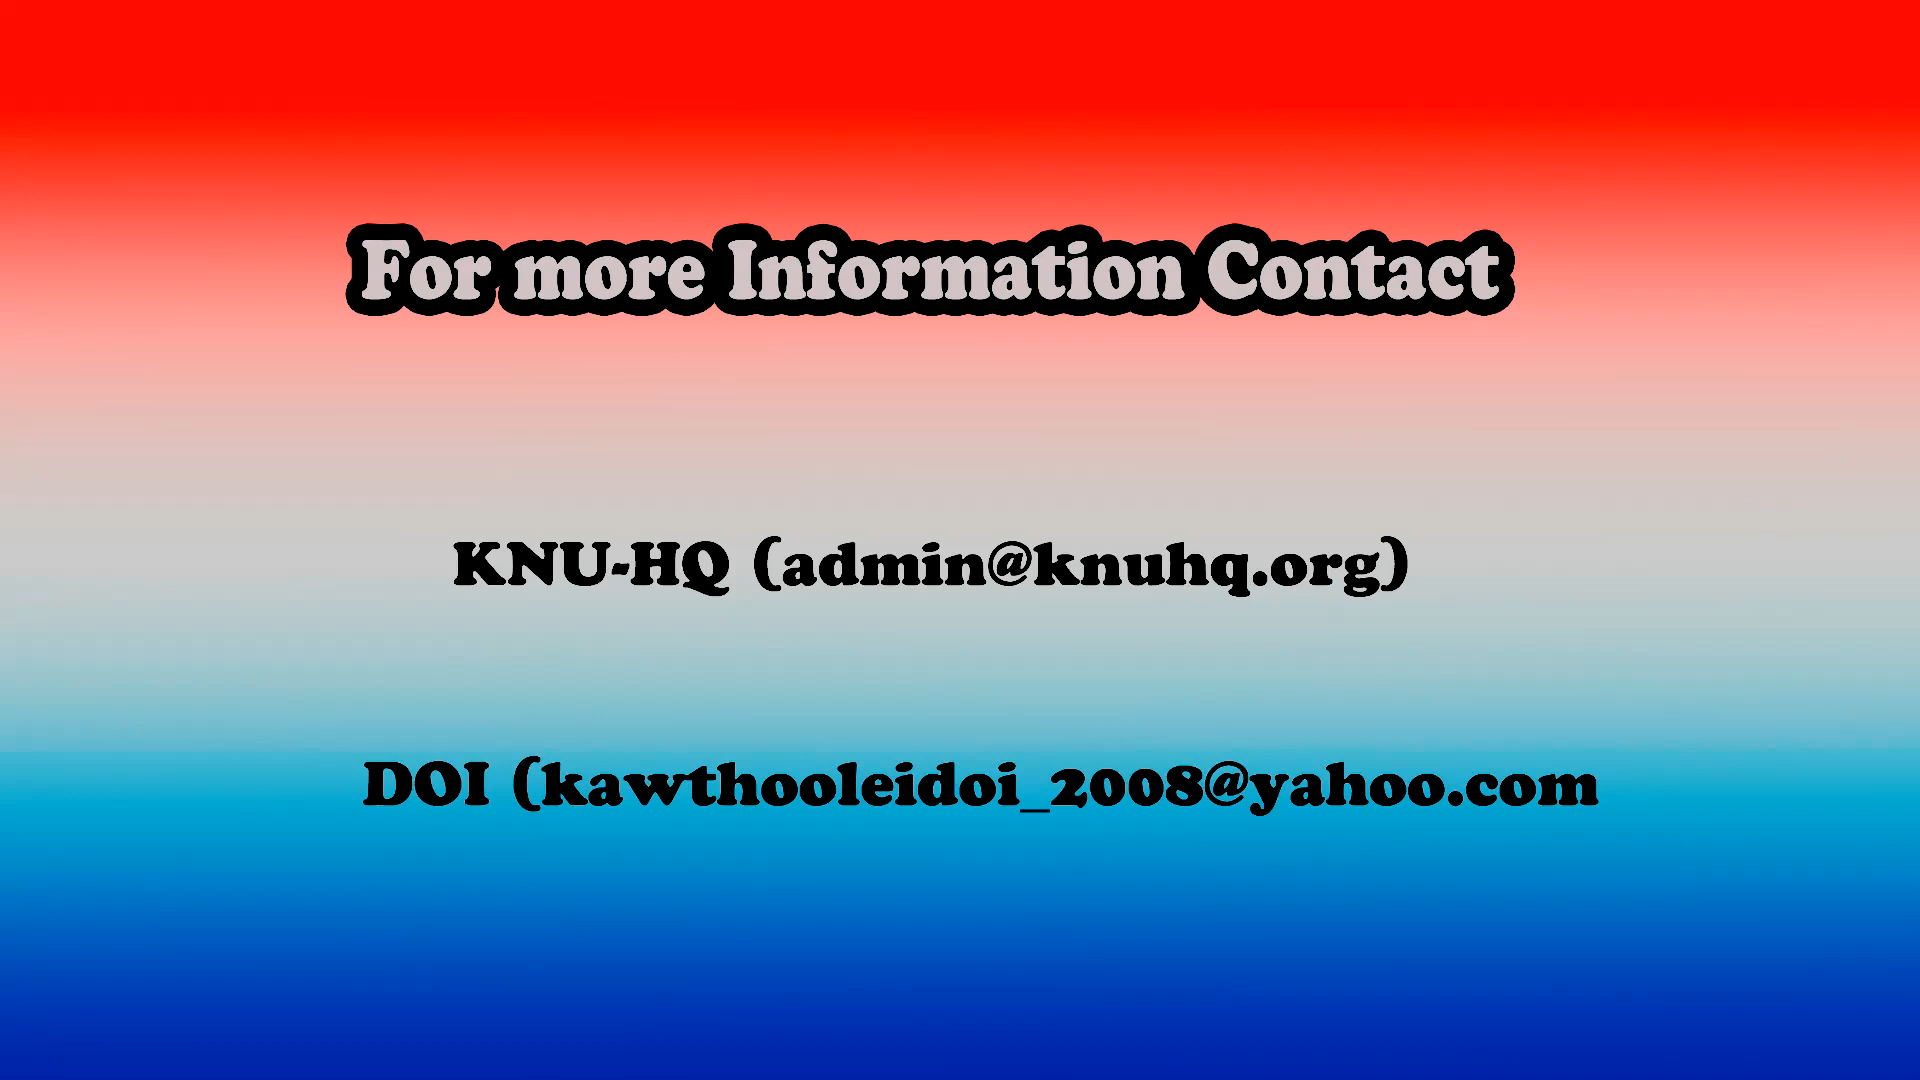 For more Information Contact
KNU-HQ (admin@knuhq.org)
DOI (kawthooleidoi_2008@yahoo.com